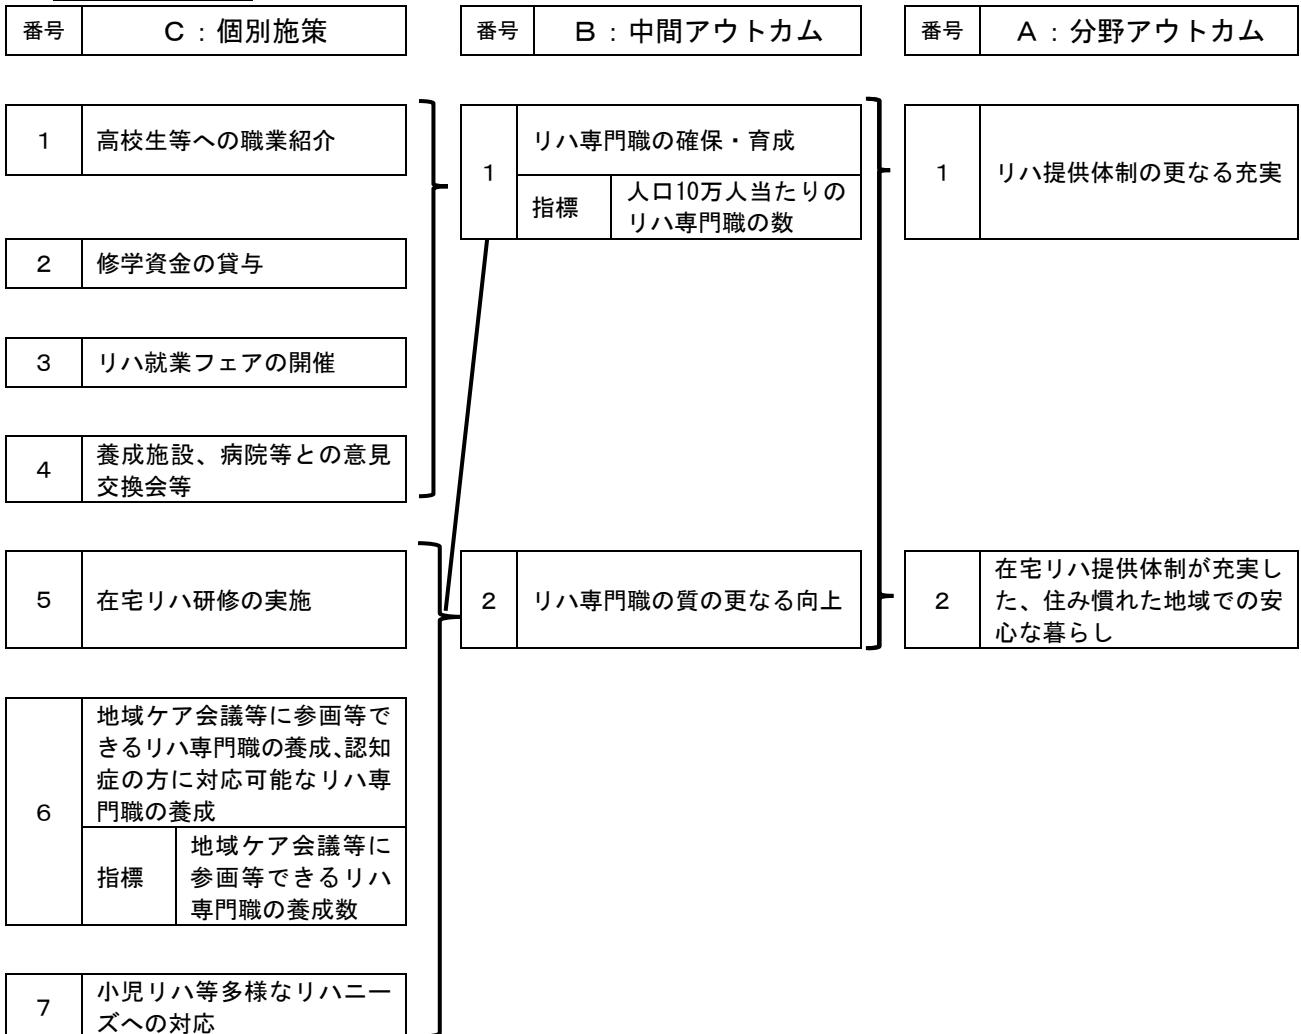 番号 C：個別施策 番号 B：中間アウトカム 番号 A：分野アウトカム
1 高校生等への職業紹介
2 修学資金の貸与
3 リハ就業フェアの開催
4 養成施設、病院等との意見
交換会等
5 在宅リハ研修の実施
6 地域ケア会議等に参画等で
きるリハ専門職の養成、認知
症の方に対応可能なリハ専
門職の養成
指標 地域ケア会議等に
参画等できるリハ
専門職の養成数
7 小児リハ等多様なリハニー
ズへの対応
1 リハ専門職の確保・育成
指標 人口10万人当たりの
リハ専門職の数
2 リハ専門職の質の更なる向上
1 リハ提供体制の更なる充実
2 在宅リハ提供体制が充実し
た、住み慣れた地域での安
心な暮らし